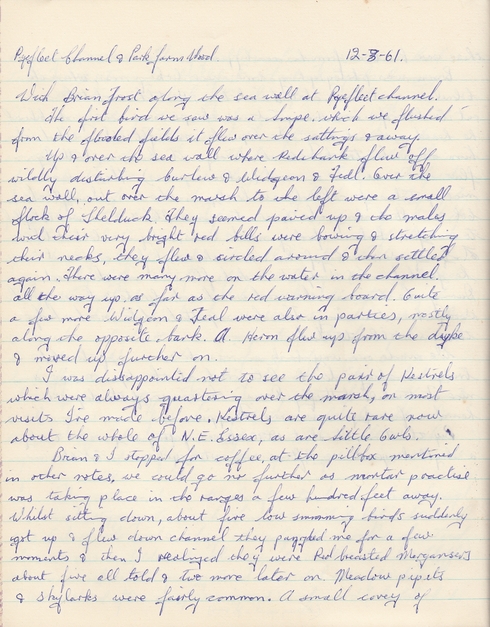 Pyefleet Channel & Park farm Wood 12-3-61.
With Brian Frost along the sea wall at Pyefleet channel.
The first bird we saw was a Snipe, which we flushed
from the flooded fields it flew over the saltings & away.
Up & over the sea wall where Redshank flew off
wildly disturbing Curlew & Widgeon & Teal. Over the
sea wall, out over the marsh to the left were a small
flock of Shelduck. They seemed paired up & the males
with their very bright red bills were bowing & stretching
their necks, they flew & circled around & then settled
again. There were many more on the water in the channel
all the way up, as far as the red warning board. Quite
a few more Widgeon & Teal were also in parties, mostly
along the opposite bank. A Heron flew up from the dyke
& moved up further on.
I was disappointed not to see the pair of Kestrels
which were always quartering over the marsh, on most
visits I've made before. Kestrels are quite rare now
about the whole of N.E. Essex, as are little Owls.
Brian & I stopped for coffee, at the pillbox mentioned
in other notes, we could go no further as mortar practise
was taking place in the ranges a few hundred feet away.
Whilst sitting down, about five low swimming birds suddenly
got up & flew down channel they puzzled me for a few
moments & then I realized they were Red breasted Mergansers
about five all told & two more later on. Meadow pipits
& skylarks were fairly common. A small covey of